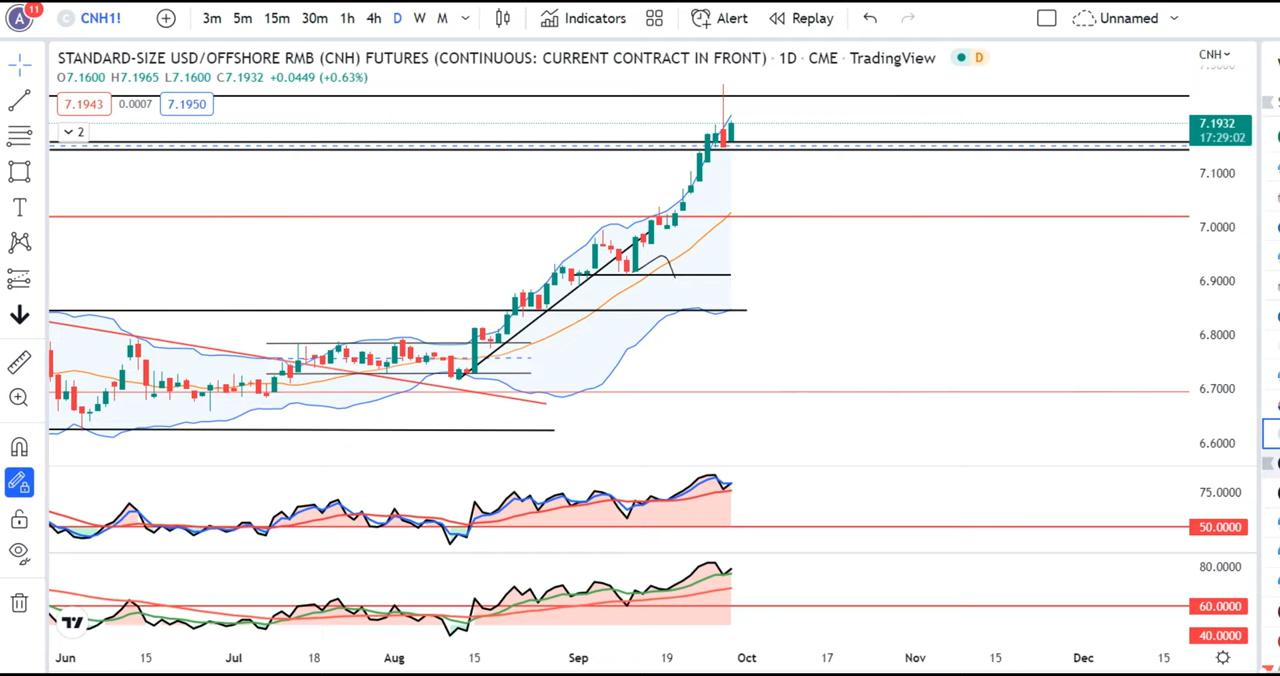 A 11 C CNH1! 3m 5m 15m 30m 1h 4h D W M Indicators Alert Replay Unnamed
STANDARD-SIZE USD/OFFSHORE RMB (CNH) FUTURES (CONTINUOUS: CURRENT CONTRACT IN FRONT) · 1D · CME · TradingView D CNH
O7.1600 H7.1965 L7.1600 C7.1932 +0.0449 (+0.63%)
7.1943 0.0007 7.1950
7.1932
17:29:02
2
7.1000
7.0000
6.9000
6.8000
6.7000
6.6000
75.0000
50.0000
80.0000
60.0000
40.0000
Jun 15 Jul 18 Aug 15 Sep 19 Oct 17 Nov 15 Dec 15